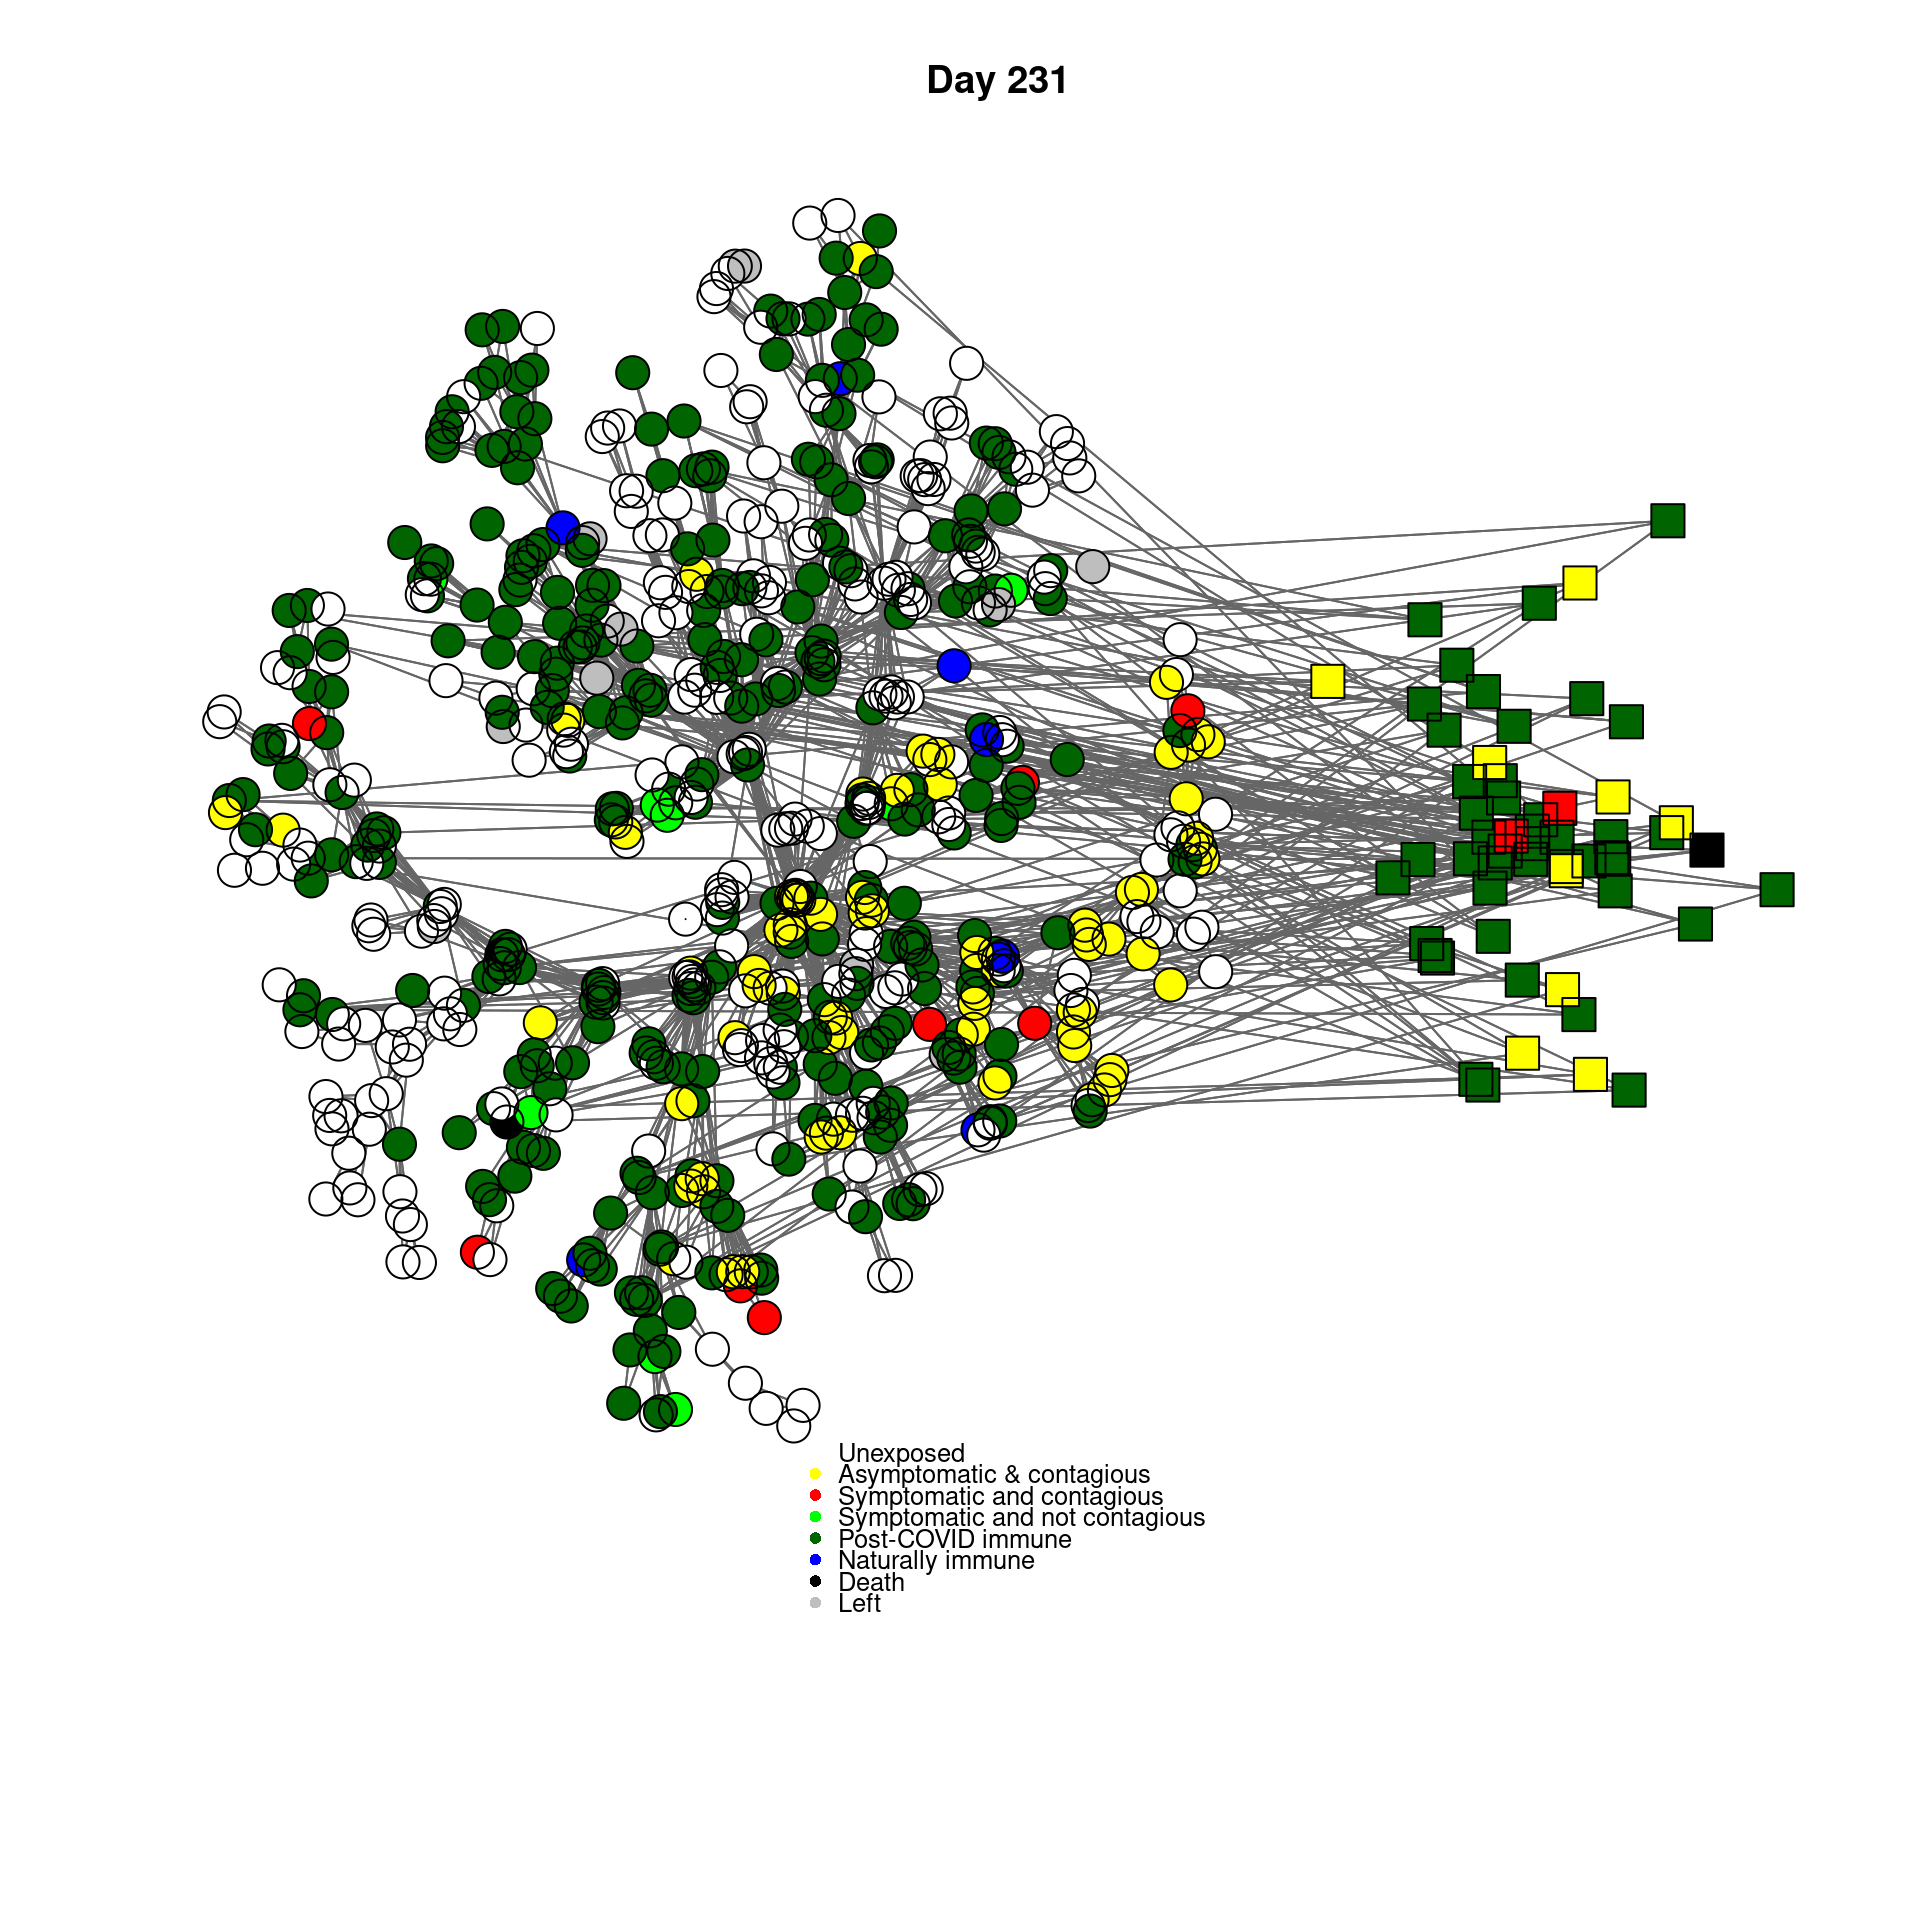 Day 231
Unexposed
Asymptomatic & contagious
Symptomatic and contagious
Symptomatic and not contagious
Post-COVID immune
Naturally immune
Death
Left